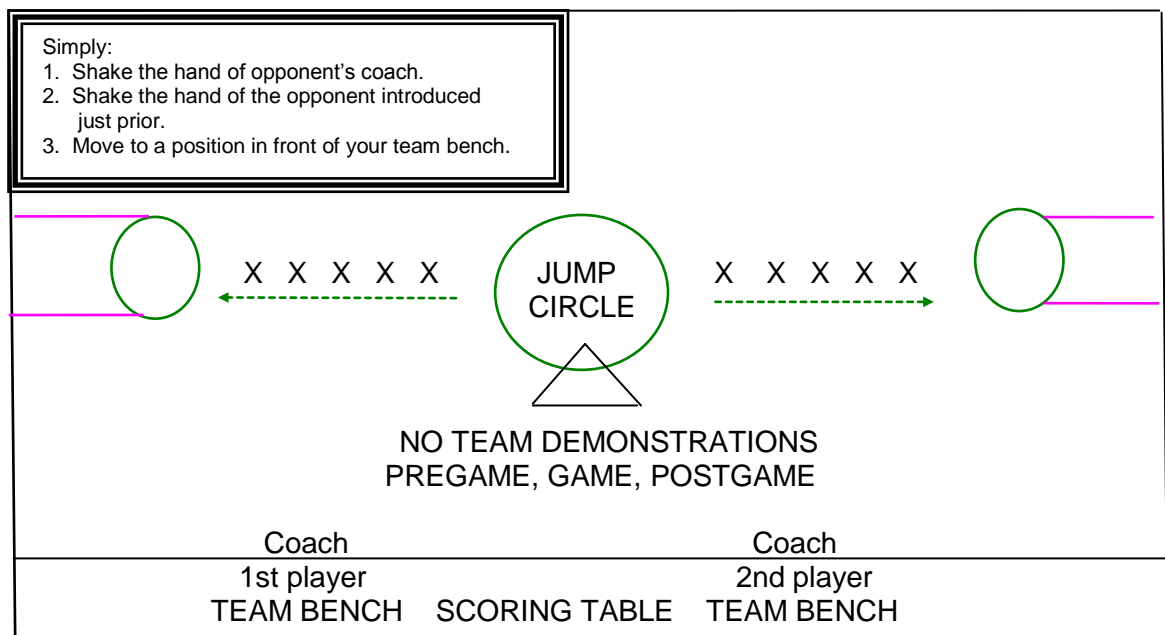 Simply:
1. Shake the hand of opponent's coach.
2. Shake the hand of the opponent introduced
just prior.
3. Move to a position in front of your team bench.
X X X X X
JUMP
CIRCLE
X X X X X
NO TEAM DEMONSTRATIONS
PREGAME, GAME, POSTGAME
Coach Coach
1st player 2nd player
TEAM BENCH SCORING TABLE TEAM BENCH